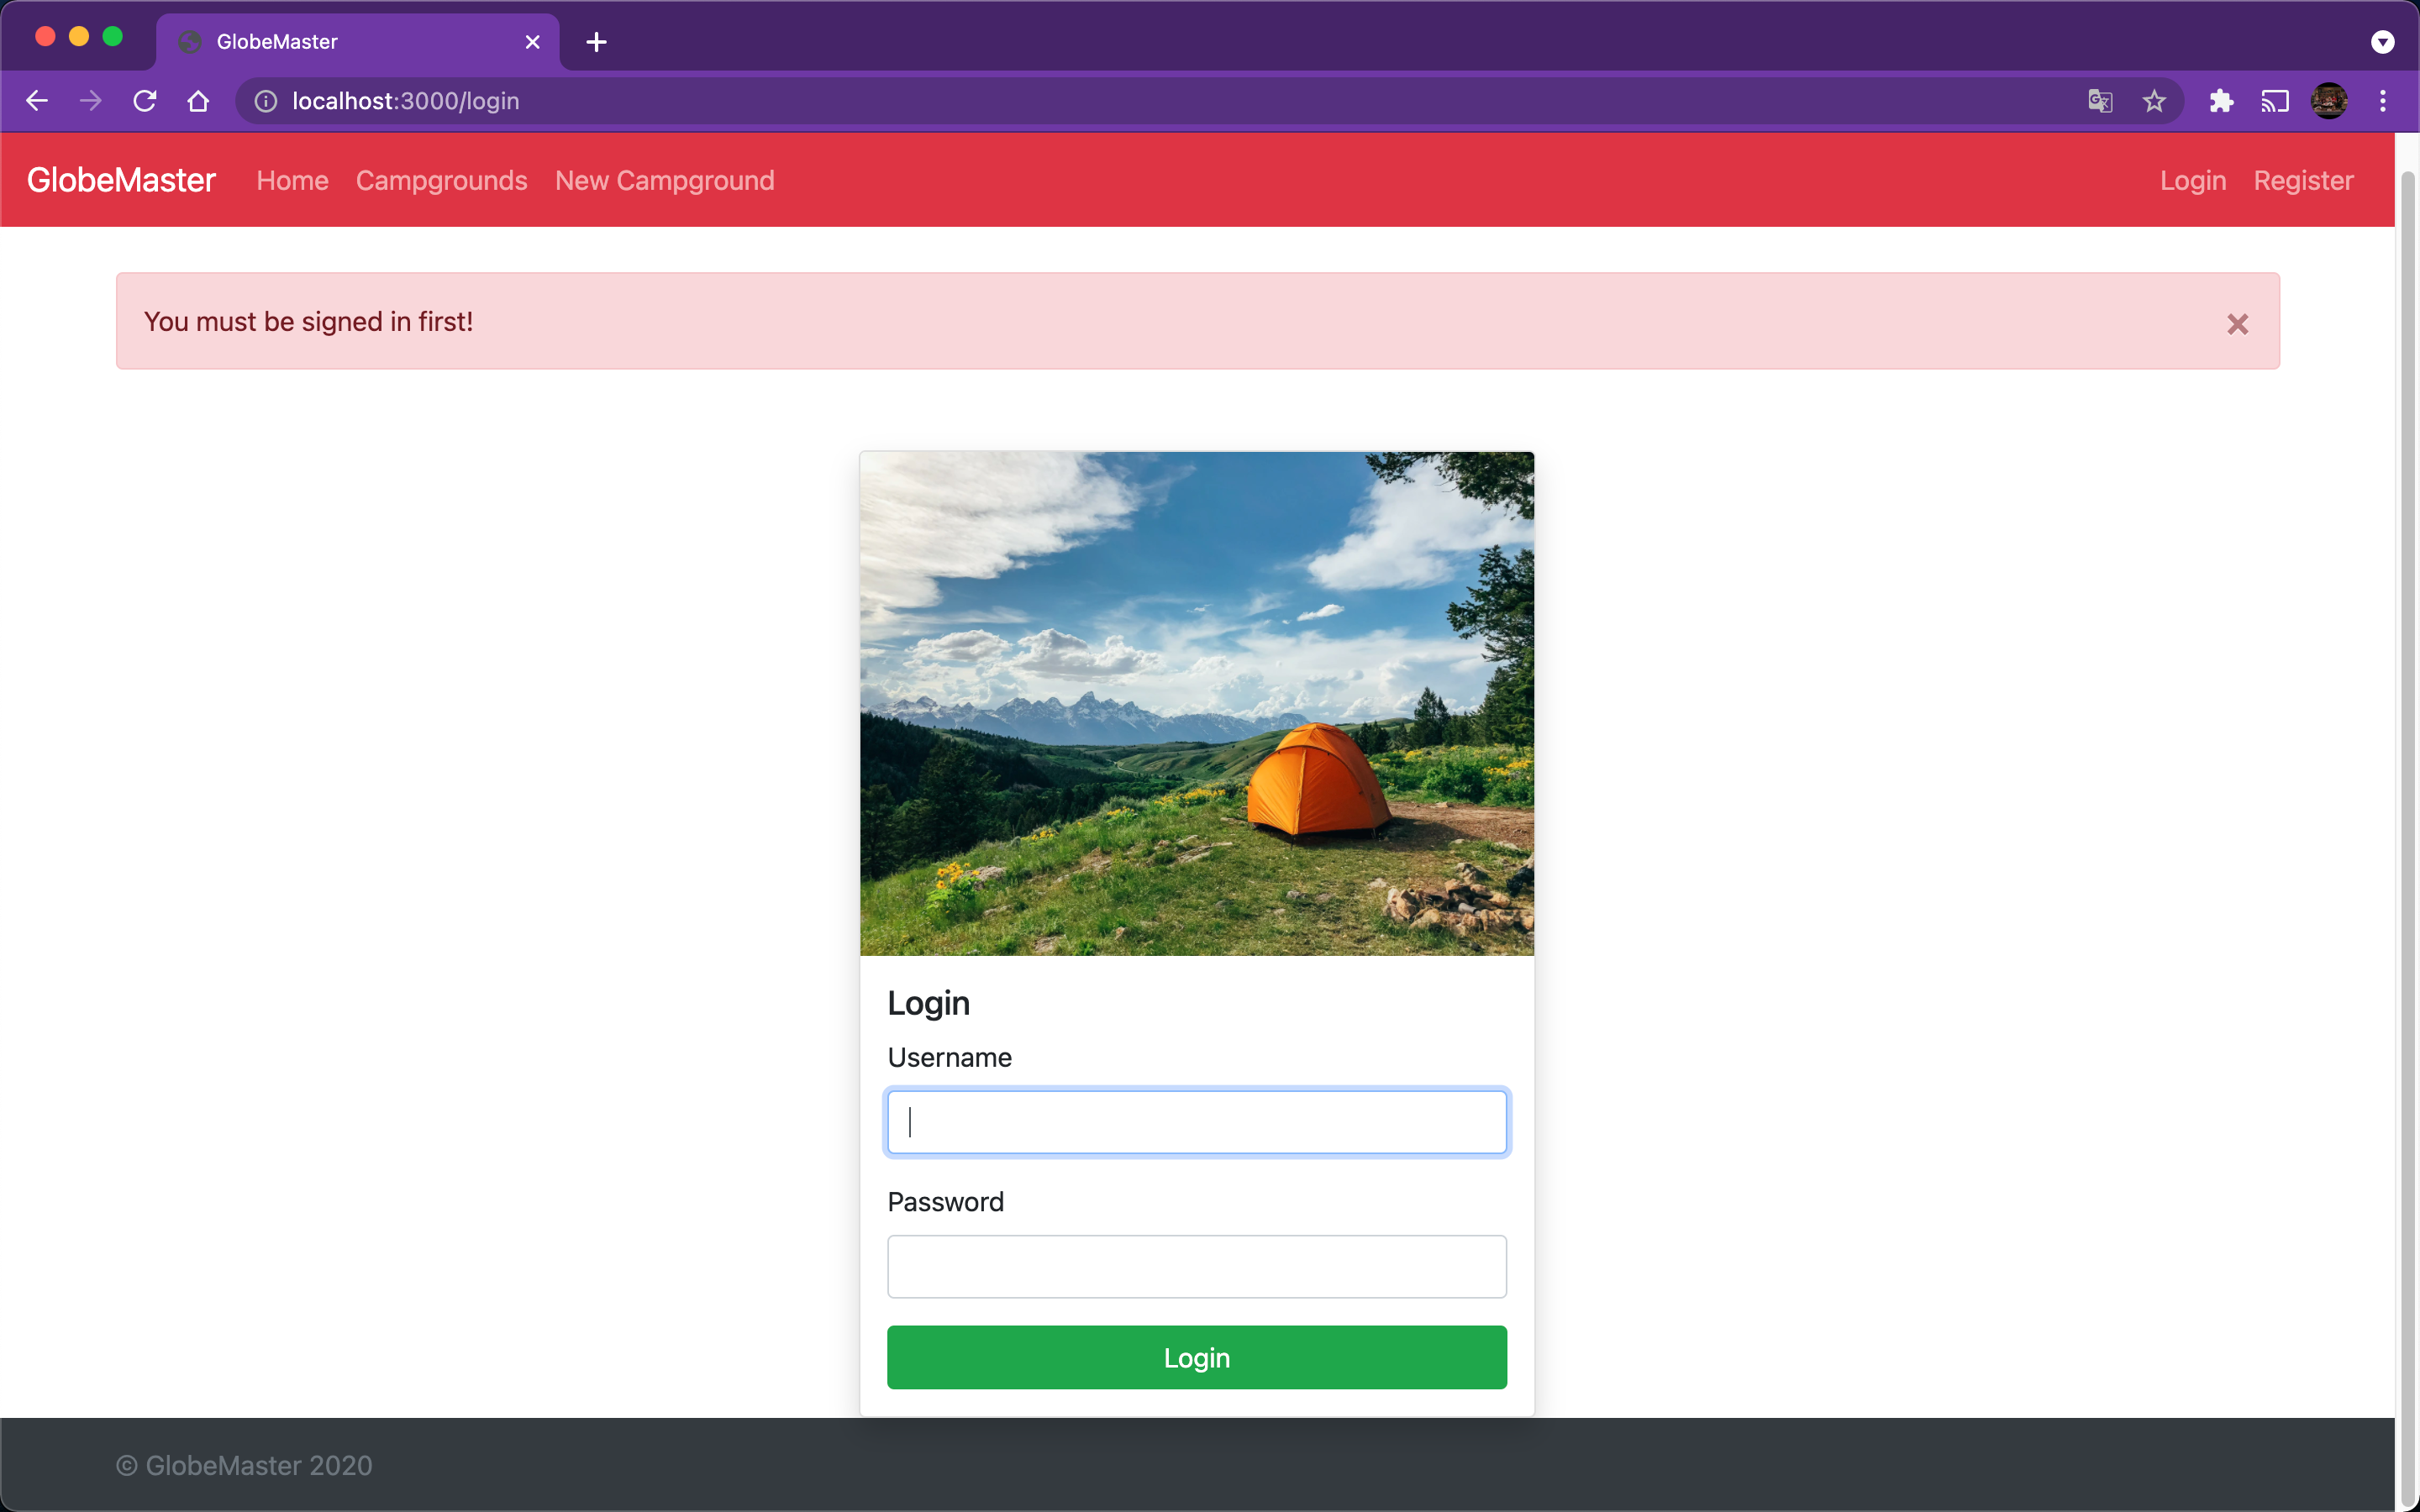 GlobeMaster
localhost:3000/login
GlobeMaster Home Campgrounds New Campground Login Register
You must be signed in first!
Login
Username
Password
Login
© GlobeMaster 2020